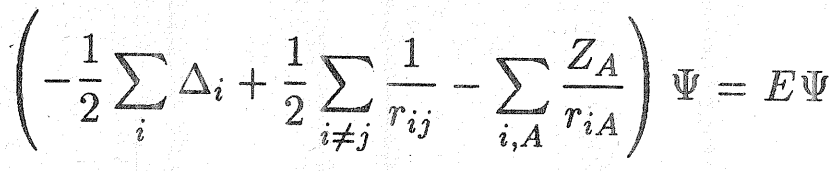 \left( -\frac{1}{2} \sum_{i} \Delta_i + \frac{1}{2} \sum_{i \neq j} \frac{1}{r_{ij}} - \sum_{i,A} \frac{Z_A}{r_{iA}} \right) \Psi = E\Psi